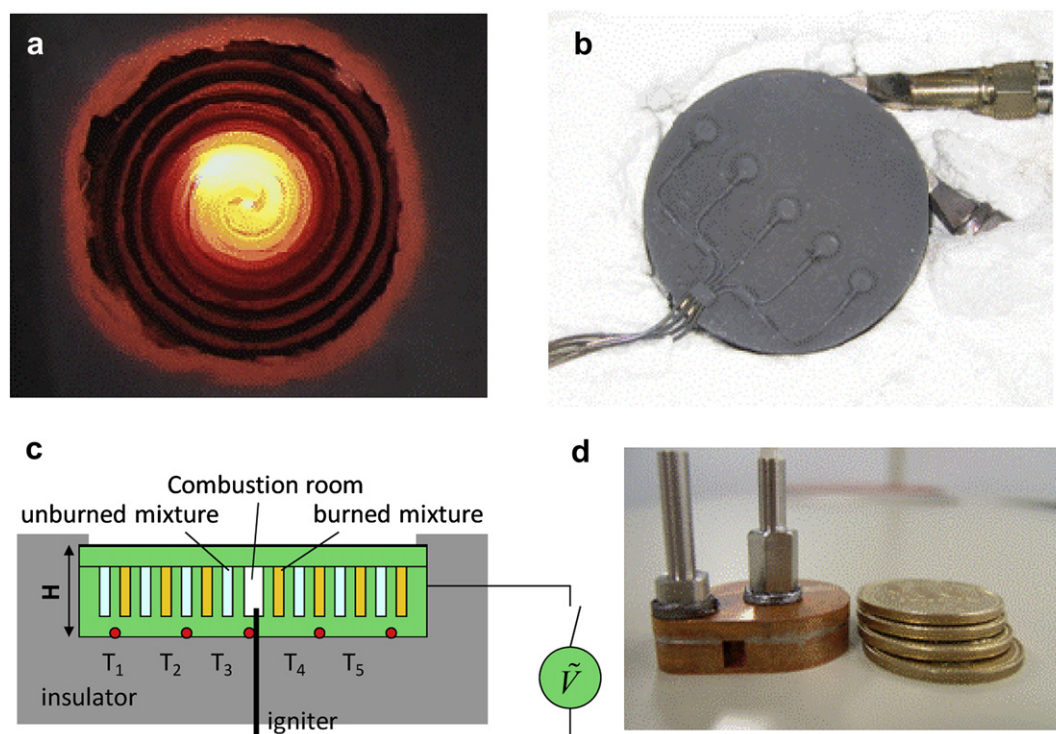 a
b
c
Combustion room
unburned mixture
burned mixture
H
T1 T2 T3 T4 T5
insulator
igniter
Ṽ
d